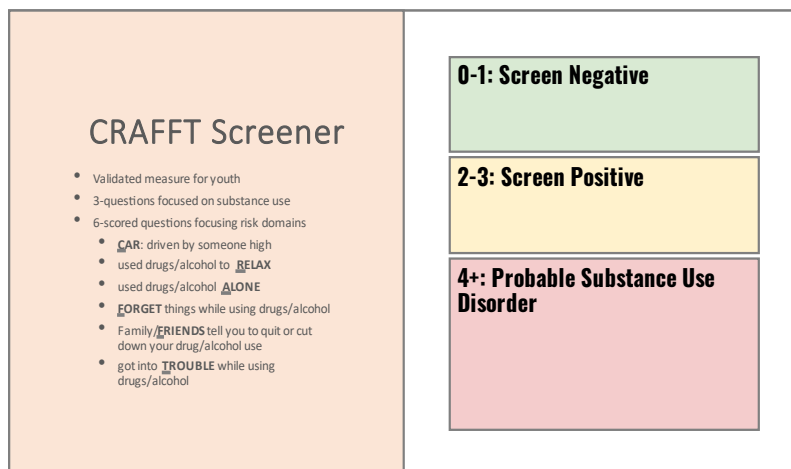 CRAFFT Screener
• Validated measure for youth
• 3-questions focused on substance use
• 6-scored questions focusing risk domains
• CAR: driven by someone high
• used drugs/alcohol to RELAX
• used drugs/alcohol ALONE
• FORGET things while using drugs/alcohol
• Family/FRIENDS tell you to quit or cut
down your drug/alcohol use
• got into TROUBLE while using
drugs/alcohol
0-1: Screen Negative
2-3: Screen Positive
4+: Probable Substance Use
Disorder